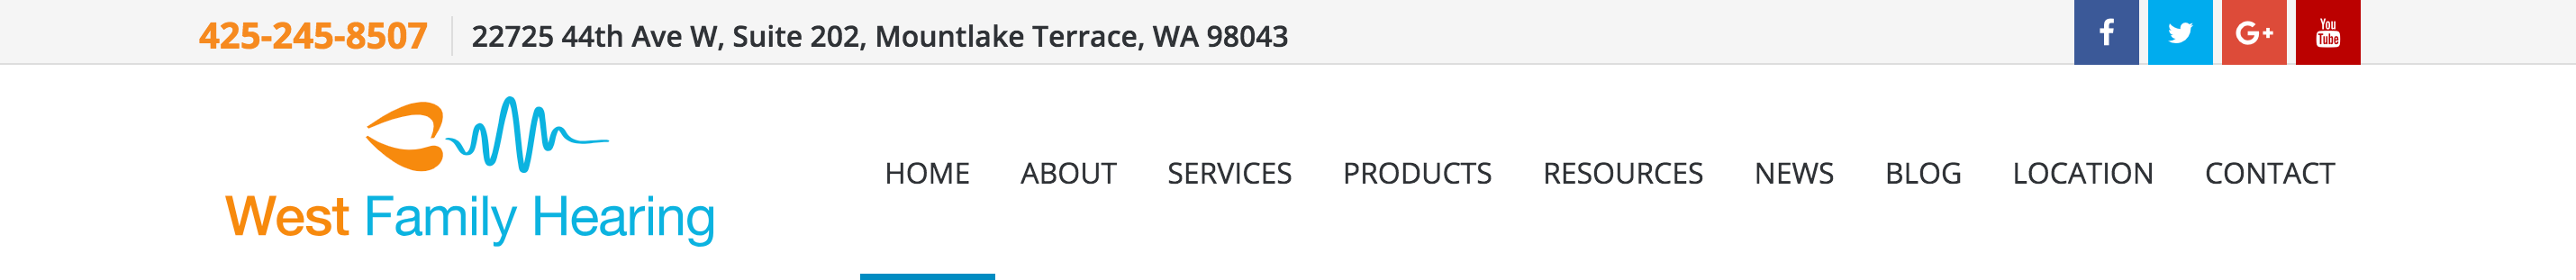 425-245-8507 22725 44th Ave W, Suite 202, Mountlake Terrace, WA 98043
f G+ You Tube
West Family Hearing
HOME ABOUT SERVICES PRODUCTS RESOURCES NEWS BLOG LOCATION CONTACT